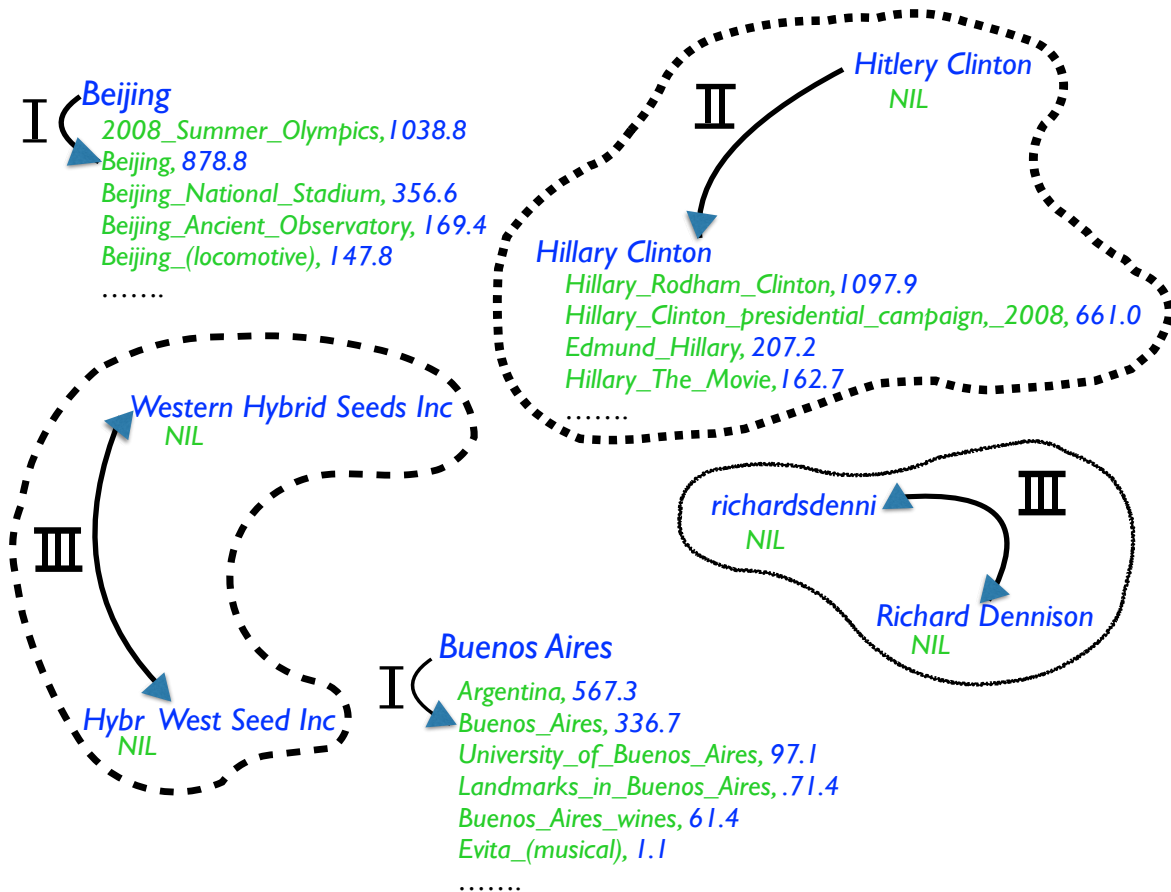 I
Beijing
2008_Summer_Olympics, 1038.8
Beijing, 878.8
Beijing_National_Stadium, 356.6
Beijing_Ancient_Observatory, 169.4
Beijing_(locomotive), 147.8
.......
II
Hitlery Clinton
NIL
Hillary Clinton
Hillary_Rodham_Clinton, 1097.9
Hillary_Clinton_presidential_campaign,_2008, 661.0
Edmund_Hillary, 207.2
Hillary_The_Movie, 162.7
.......
Western Hybrid Seeds Inc
NIL
III
Hybr West Seed Inc
NIL
richardsdenni
NIL
III
Richard Dennison
NIL
I
Buenos Aires
Argentina, 567.3
Buenos_Aires, 336.7
University_of_Buenos_Aires, 97.1
Landmarks_in_Buenos_Aires, .71.4
Buenos_Aires_wines, 61.4
Evita_(musical), 1.1
.......